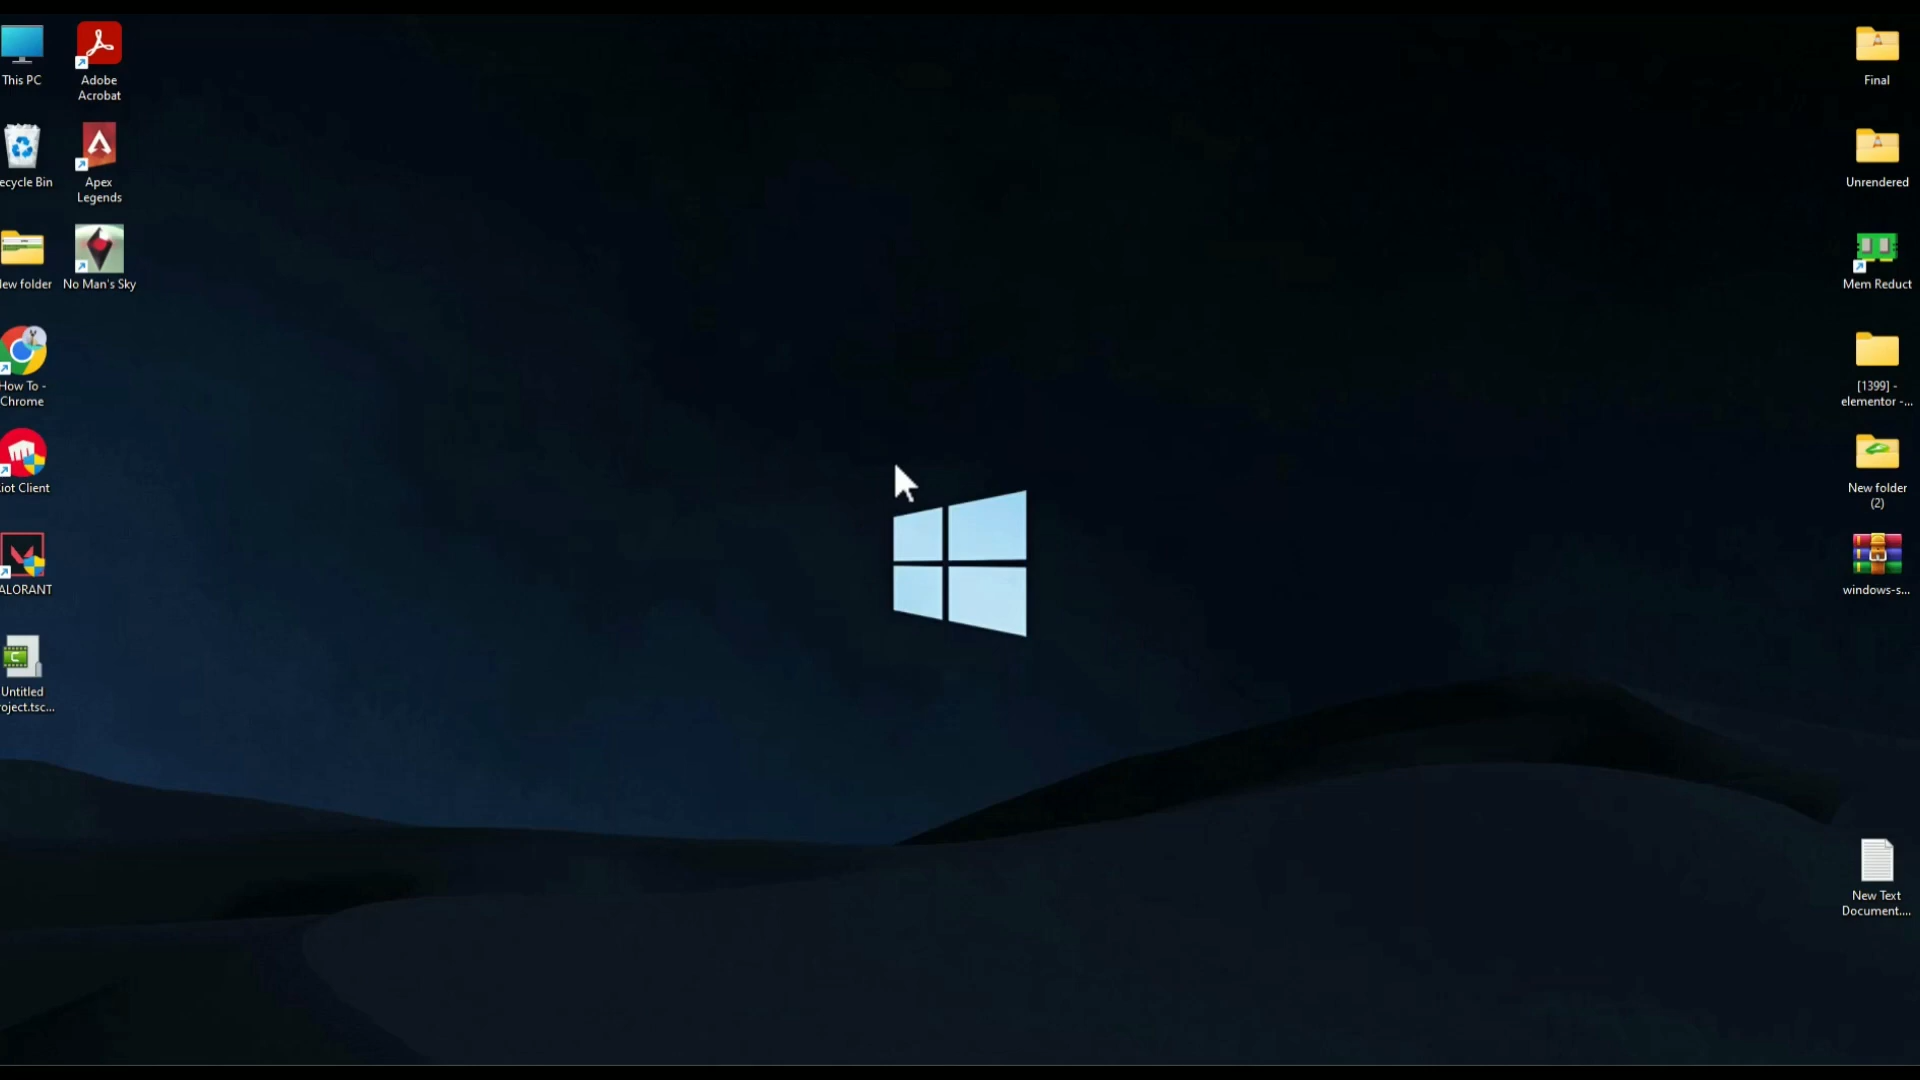 This PC
Adobe
Acrobat
ecycle Bin
Apex
Legends
ew folder
No Man's Sky
How To -
Chrome
iot Client
ALORANT
Untitled
oject.tsc...
Final
Unrendered
Mem Reduct
[1399] -
elementor -...
New folder
(2)
windows-s...
New Text
Document....